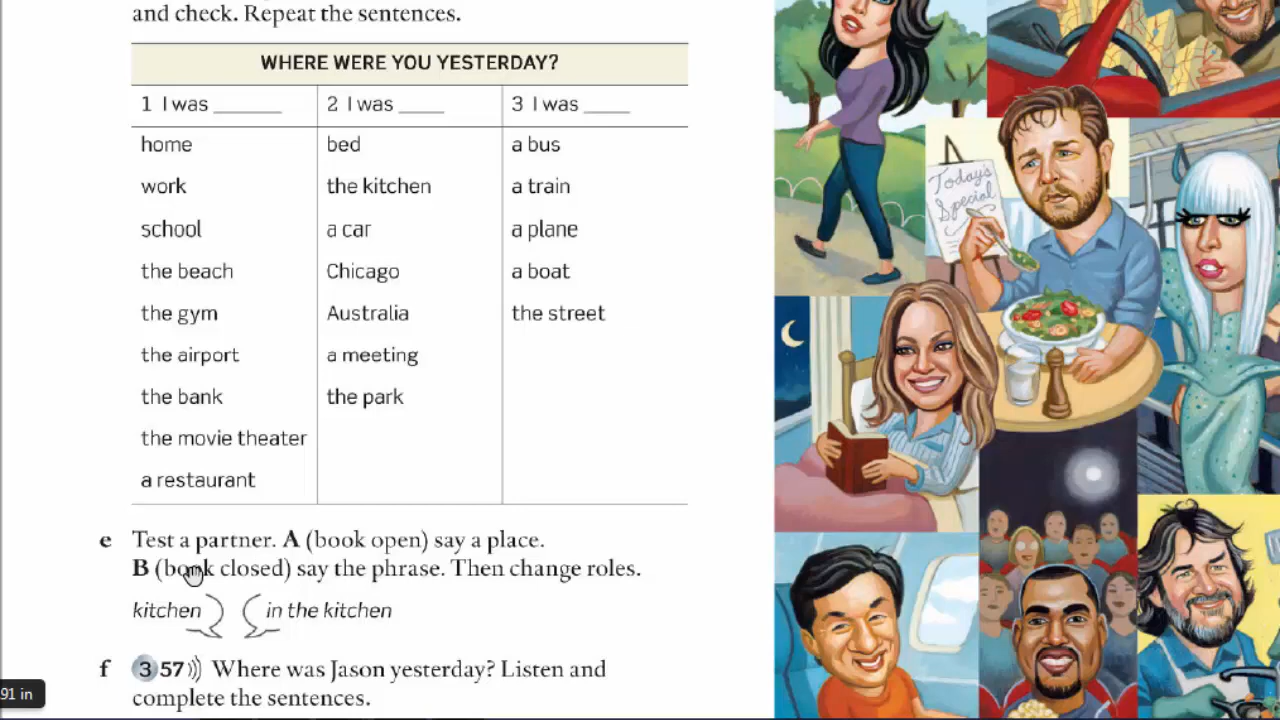 and check. Repeat the sentences.
WHERE WERE YOU YESTERDAY?
1 I was ______ 2 I was ____ 3 I was ____
home bed a bus
work the kitchen a train
school a car a plane
the beach Chicago a boat
the gym Australia the street
the airport a meeting
the bank the park
the movie theater
a restaurant
e Test a partner. A (book open) say a place.
B (book closed) say the phrase. Then change roles.
kitchen in the kitchen
f 3 57 Where was Jason yesterday? Listen and
complete the sentences.
91 in
Today's
Special